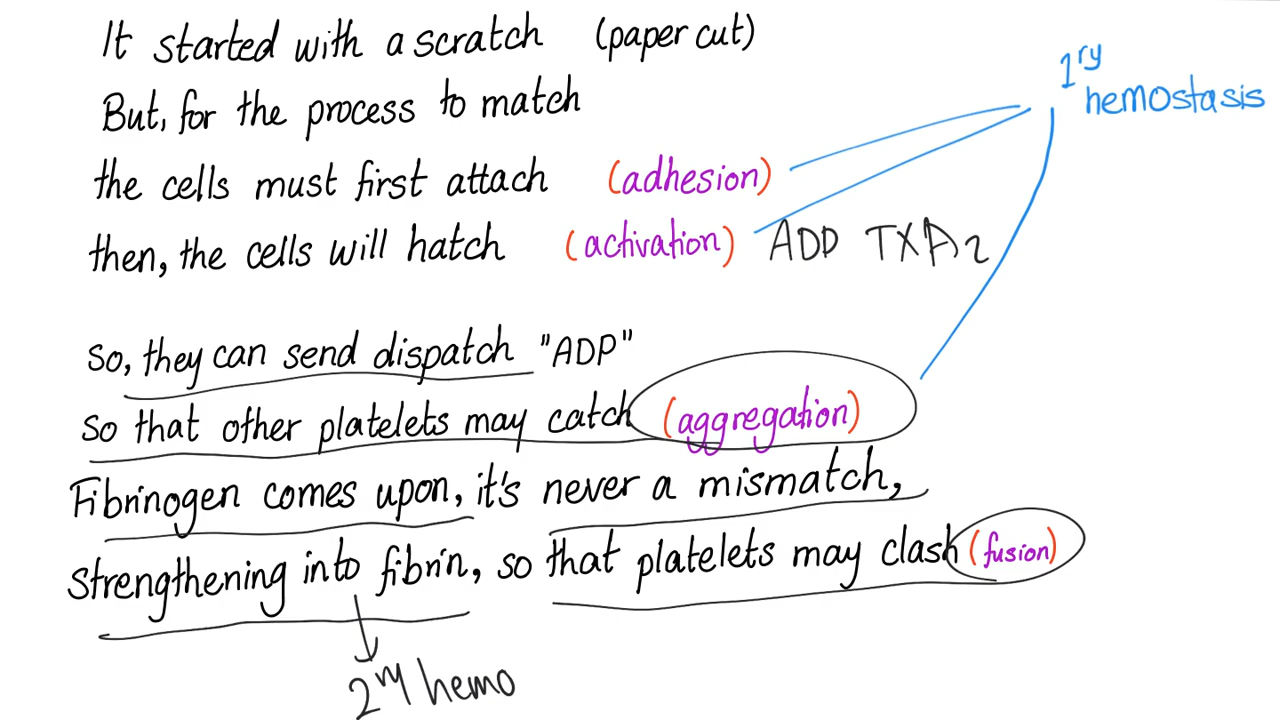 It started with a scratch (paper cut)
1ry hemostasis
But, for the process to match
the cells must first attach (adhesion)
then, the cells will hatch (activation) ADD TXA2
So, they can send dispatch "ADP"
so that other platelets may catch (aggregation)
Fibrinogen comes upon, it's never a mismatch,
strengthening into fibrin, so that platelets may clash (fusion)
2ry hemo